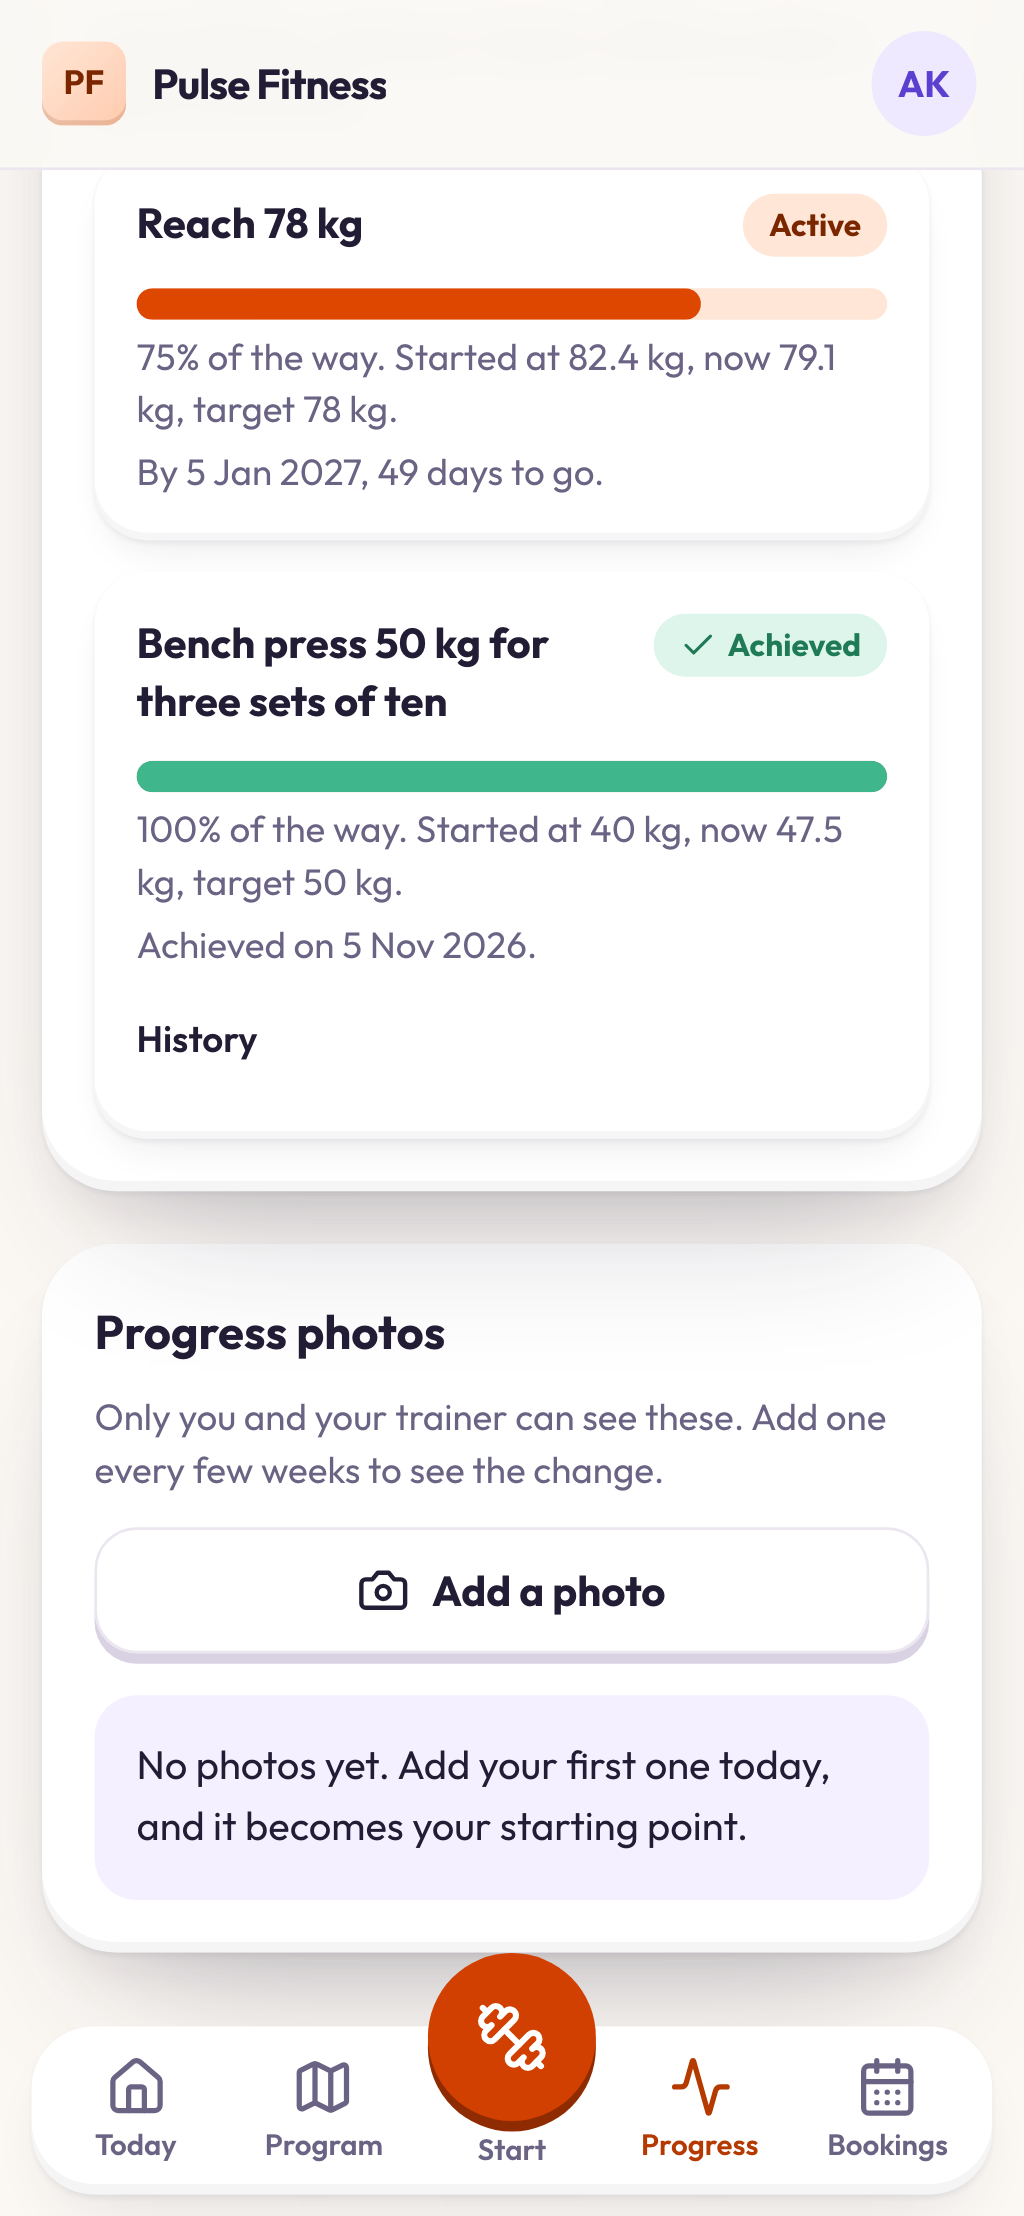 PF
Pulse Fitness
AK
Reach 78 kg
Active
75% of the way. Started at 82.4 kg, now 79.1
kg, target 78 kg.
By 5 Jan 2027, 49 days to go.
Bench press 50 kg for
three sets of ten
Achieved
100% of the way. Started at 40 kg, now 47.5
kg, target 50 kg.
Achieved on 5 Nov 2026.
History
Progress photos
Only you and your trainer can see these. Add one
every few weeks to see the change.
Add a photo
No photos yet. Add your first one today,
and it becomes your starting point.
Today
Program
Start
Progress
Bookings